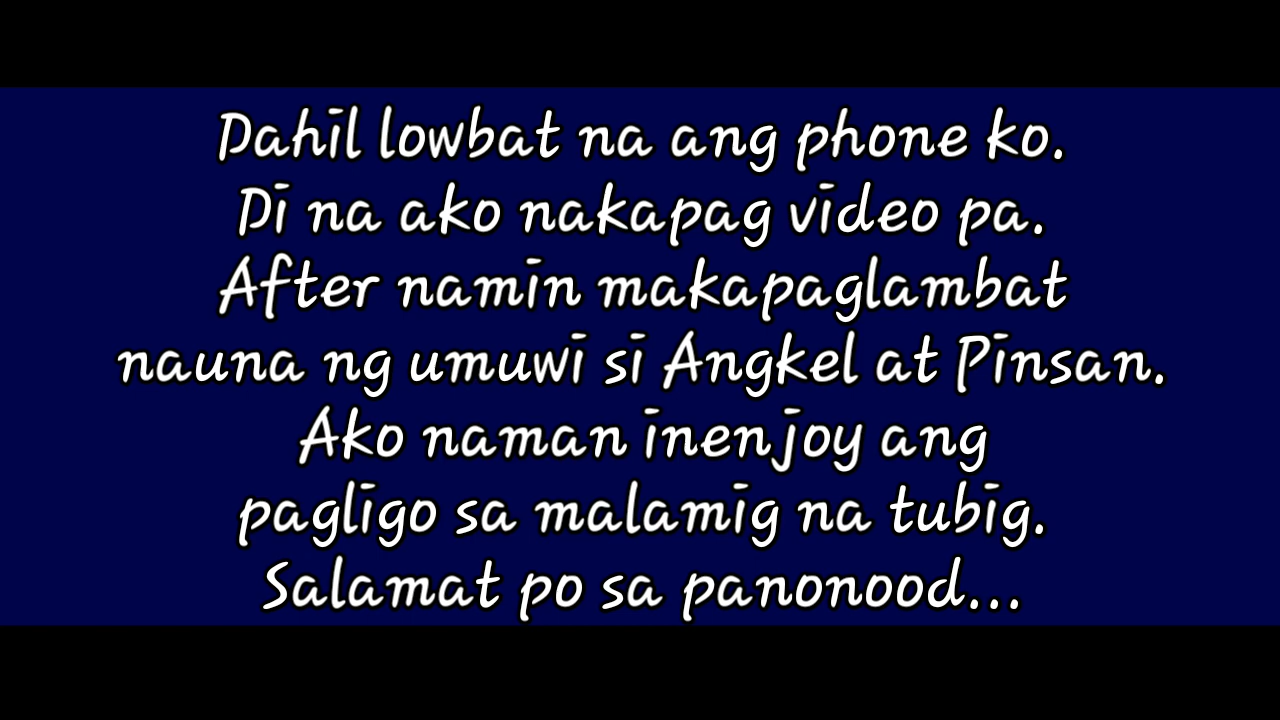 Dahil lowbat na ang phone ko.
Di na ako nakapag video pa.
After namin makapaglambat
nauna ng umuwi si Angkel at Pinsan.
Ako naman inenjoy ang
pagligo sa malamig na tubig.
Salamat po sa panonood...